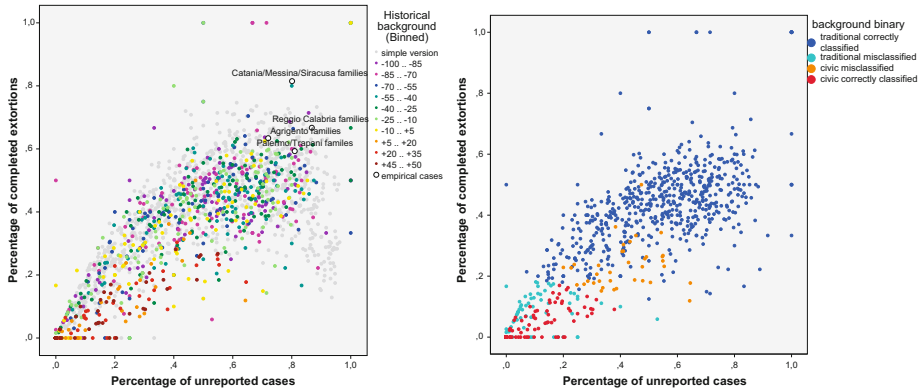 Historical
background
(Binned)
simple version
-100 .. -85
-85 .. -70
-70 .. -55
-55 .. -40
-40 .. -25
-25 .. -10
-10 .. +5
+5 .. +20
+20 .. +35
+45 .. +50
empirical cases
Percentage of completed extortions
1,0
,8
,6
,4
,2
,0
Catania/Messina/Siracusa families
Reggio Calabria families
Agrigento families
Palermo/Trapani familes
,0 ,2 ,4 ,6 ,8 1,0
Percentage of unreported cases
background binary
traditional correctly
classified
traditional misclassified
civic misclassified
civic correctly classified
Percentage of completed extortions
1,0
,8
,6
,4
,2
,0
,0 ,2 ,4 ,6 ,8 1,0
Percentage of unreported cases